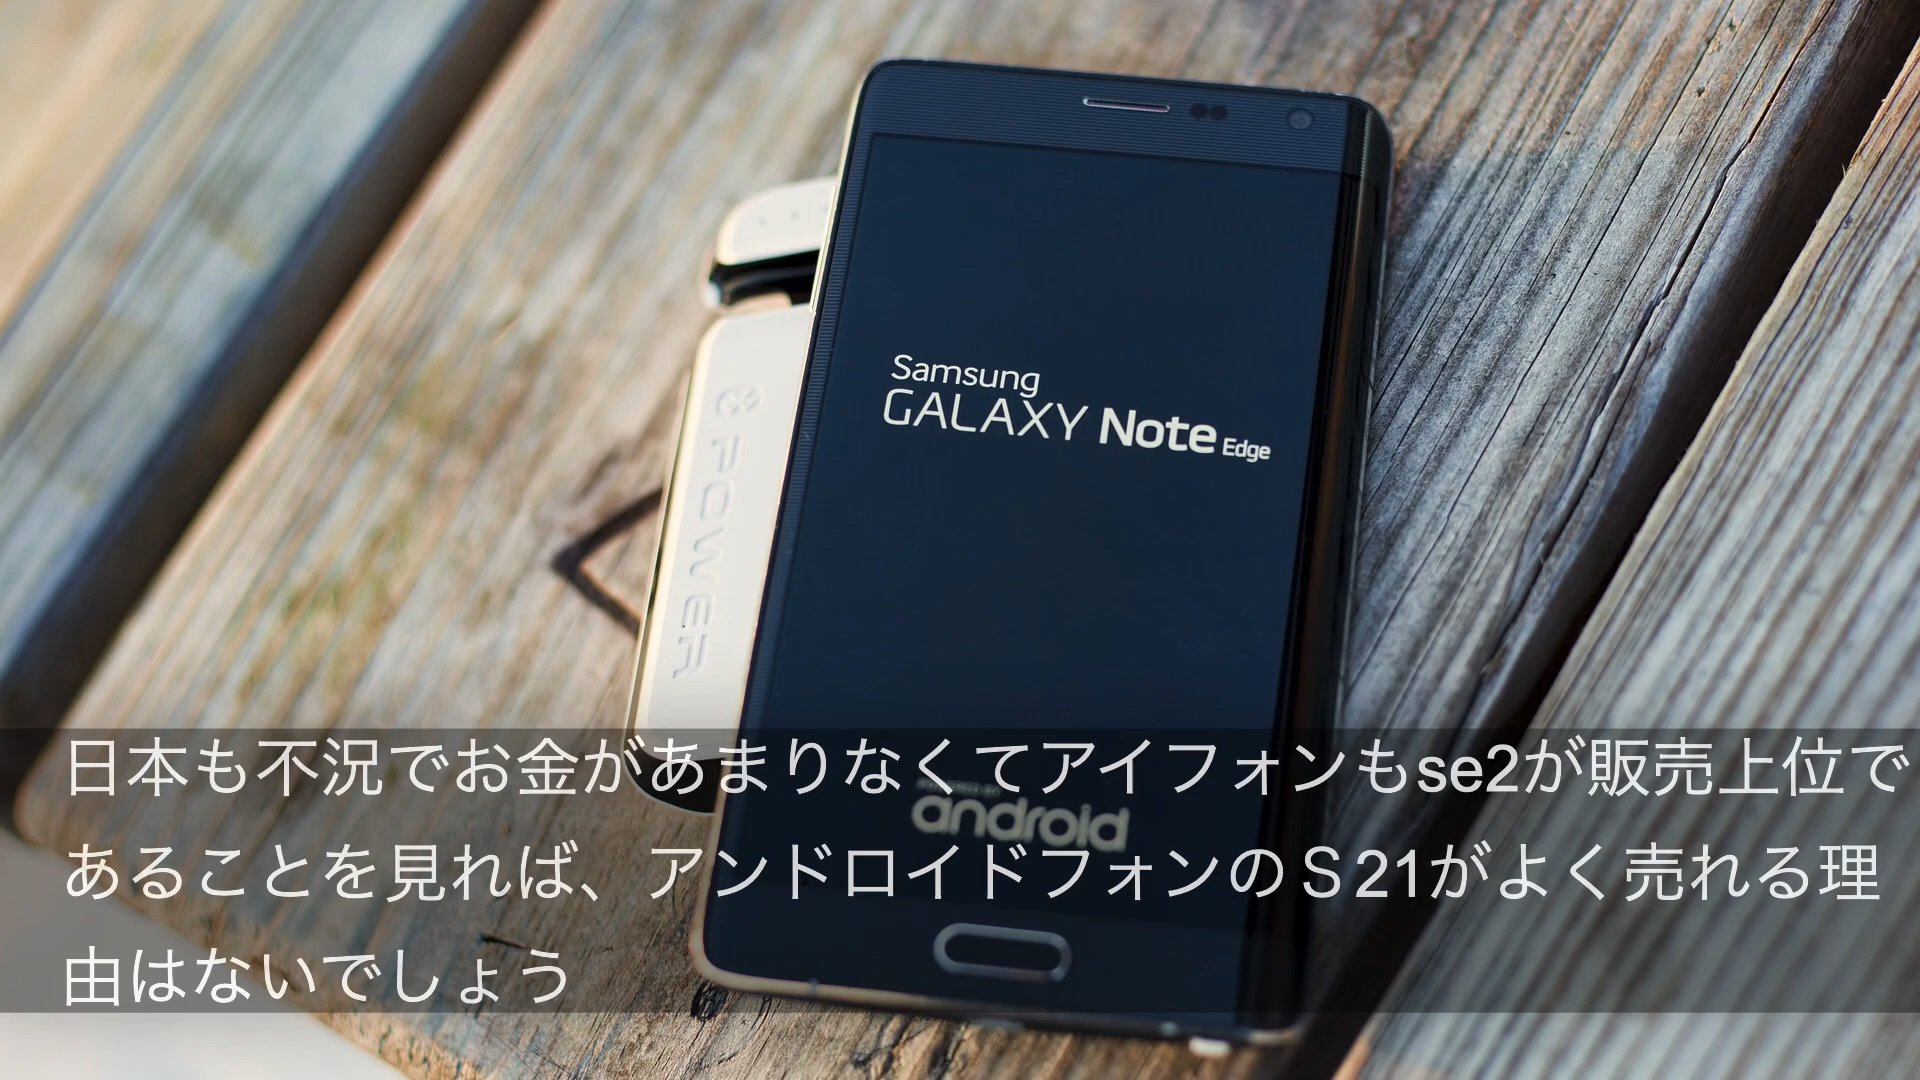 Samsung
GALAXY Note Edge
POWER
日本も不況でお金があまりなくてアイフォンもse2が販売上位で
android
あることを見れば、アンドロイドフォンのＳ21がよく売れる理
由はないでしょう